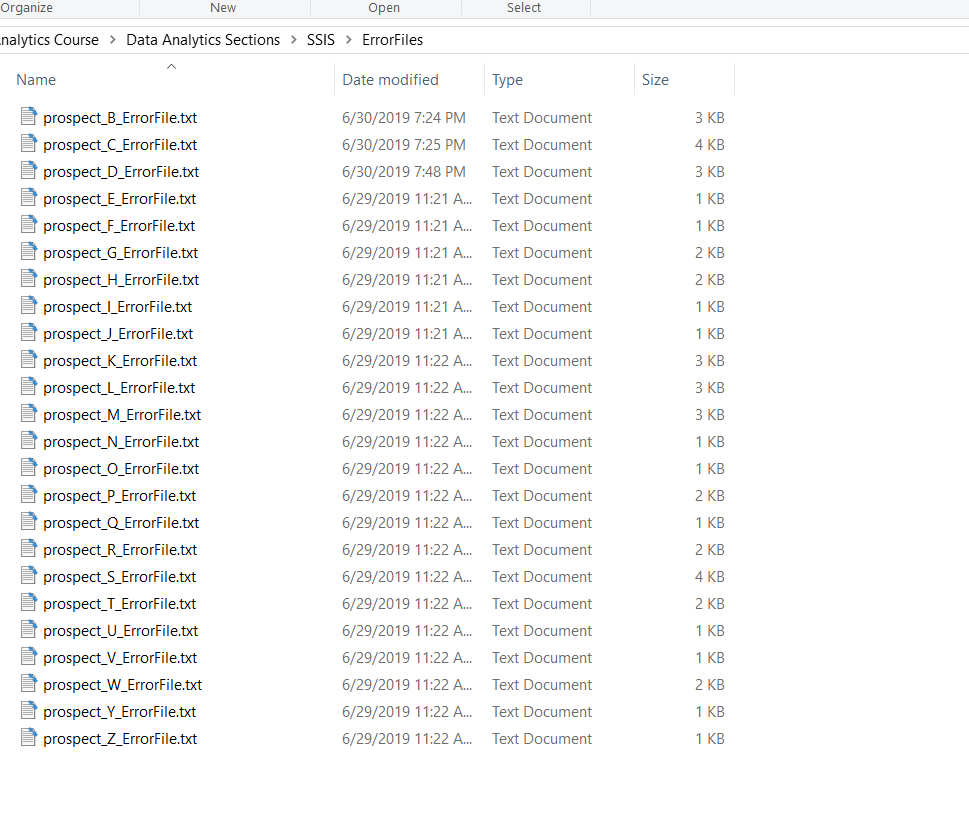 Organize New Open Select
nalytics Course > Data Analytics Sections > SSIS > ErrorFiles
Name Date modified Type Size
prospect_B_ErrorFile.txt 6/30/2019 7:24 PM Text Document 3 KB
prospect_C_ErrorFile.txt 6/30/2019 7:25 PM Text Document 4 KB
prospect_D_ErrorFile.txt 6/30/2019 7:48 PM Text Document 3 KB
prospect_E_ErrorFile.txt 6/29/2019 11:21 A... Text Document 1 KB
prospect_F_ErrorFile.txt 6/29/2019 11:21 A... Text Document 1 KB
prospect_G_ErrorFile.txt 6/29/2019 11:21 A... Text Document 2 KB
prospect_H_ErrorFile.txt 6/29/2019 11:21 A... Text Document 2 KB
prospect_I_ErrorFile.txt 6/29/2019 11:21 A... Text Document 1 KB
prospect_J_ErrorFile.txt 6/29/2019 11:21 A... Text Document 1 KB
prospect_K_ErrorFile.txt 6/29/2019 11:22 A... Text Document 3 KB
prospect_L_ErrorFile.txt 6/29/2019 11:22 A... Text Document 3 KB
prospect_M_ErrorFile.txt 6/29/2019 11:22 A... Text Document 3 KB
prospect_N_ErrorFile.txt 6/29/2019 11:22 A... Text Document 1 KB
prospect_O_ErrorFile.txt 6/29/2019 11:22 A... Text Document 1 KB
prospect_P_ErrorFile.txt 6/29/2019 11:22 A... Text Document 2 KB
prospect_Q_ErrorFile.txt 6/29/2019 11:22 A... Text Document 1 KB
prospect_R_ErrorFile.txt 6/29/2019 11:22 A... Text Document 2 KB
prospect_S_ErrorFile.txt 6/29/2019 11:22 A... Text Document 4 KB
prospect_T_ErrorFile.txt 6/29/2019 11:22 A... Text Document 2 KB
prospect_U_ErrorFile.txt 6/29/2019 11:22 A... Text Document 1 KB
prospect_V_ErrorFile.txt 6/29/2019 11:22 A... Text Document 1 KB
prospect_W_ErrorFile.txt 6/29/2019 11:22 A... Text Document 2 KB
prospect_Y_ErrorFile.txt 6/29/2019 11:22 A... Text Document 1 KB
prospect_Z_ErrorFile.txt 6/29/2019 11:22 A... Text Document 1 KB